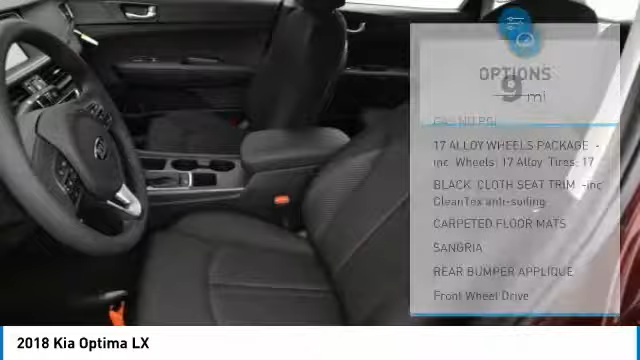 OPTIONS
9 mi
17 ALLOY WHEELS PACKAGE -
inc Wheels: 17 Alloy Tires: 17
BLACK CLOTH SEAT TRIM -inc
CleanTex anti-soiling
CARPETED FLOOR MATS
SANGRIA
REAR BUMPER APPLIQUE
Front Wheel Drive
2018 Kia Optima LX